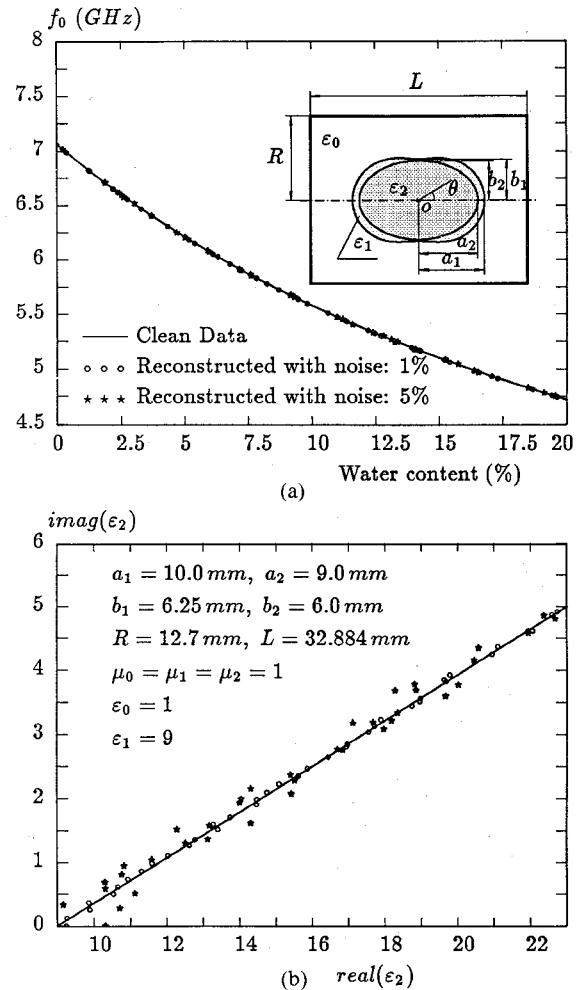 f₀ (GHz)
8
7.5
7
6.5
6
5.5
5
4.5
L
R
ε₀
ε₂
θ
b₂
b₁
o
ε₁
a₂
a₁
Clean Data
Reconstructed with noise: 1%
Reconstructed with noise: 5%
0 2.5 5 7.5 10 12.5 15 17.5 20
Water content (%)
(a)
imag(ε₂)
6
5
4
3
2
1
0
a₁ = 10.0 mm, a₂ = 9.0 mm
b₁ = 6.25 mm, b₂ = 6.0 mm
R = 12.7 mm, L = 32.884 mm
μ₀ = μ₁ = μ₂ = 1
ε₀ = 1
ε₁ = 9
10 12 14 16 18 20 22
(b) real(ε₂)